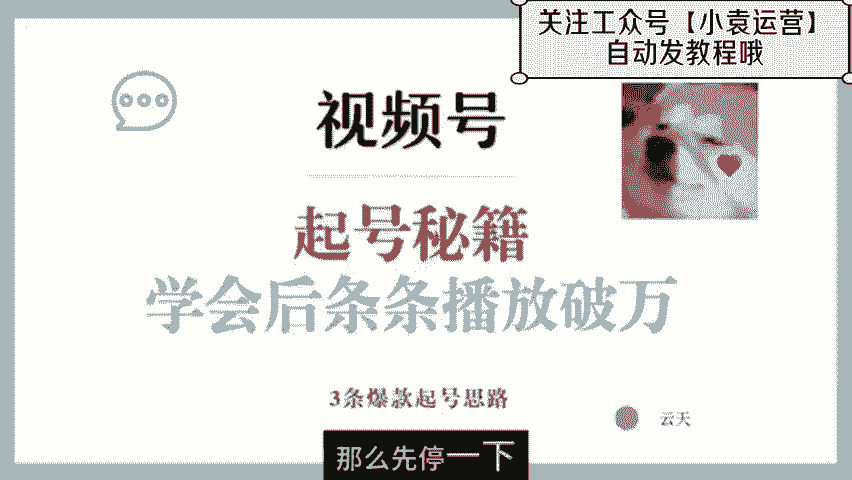 关注工众号【小袁运营】
自动发教程哦
视频号
起号秘籍
学会后条条播放破万
3条爆款起号思路
云天
那么先停一下